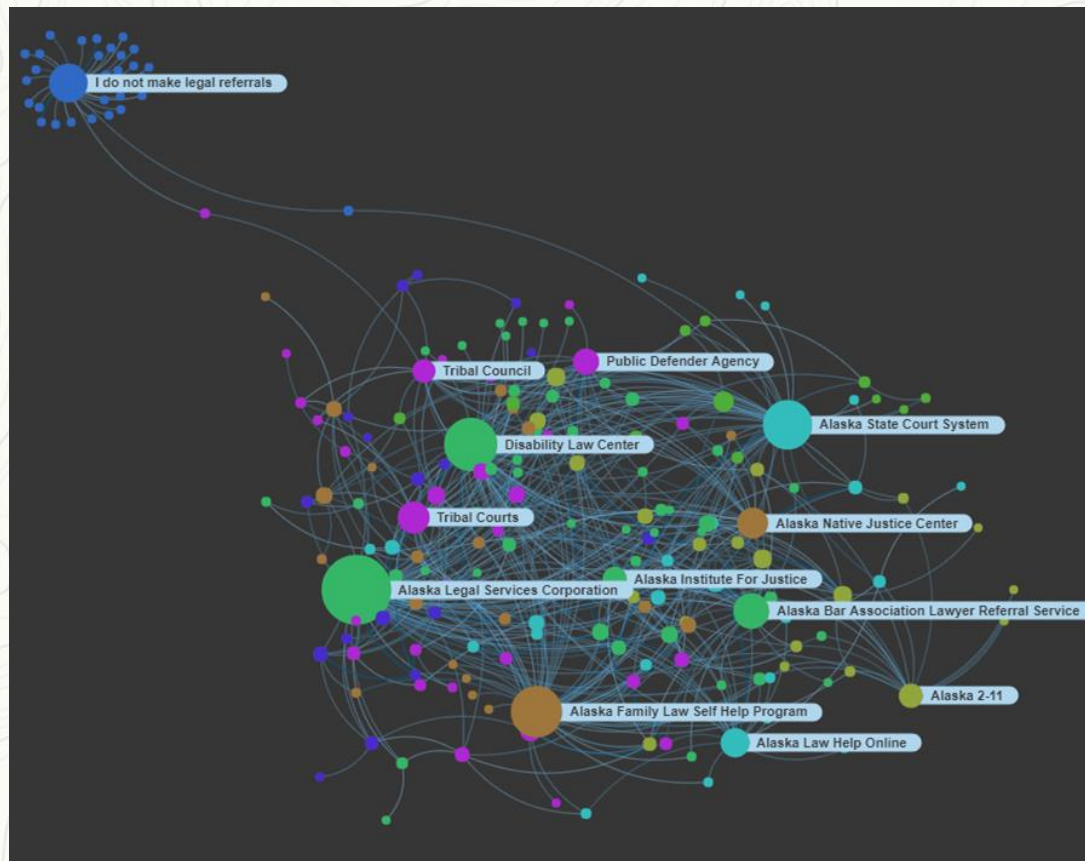 I do not make legal referrals
Public Defender Agency
Tribal Council
Alaska State Court System
Disability Law Center
Tribal Courts
Alaska Native Justice Center
Alaska Institute For Justice
Alaska Legal Services Corporation
Alaska Bar Association Lawyer Referral Service
Alaska 2-11
Alaska Family Law Self Help Program
Alaska Law Help Online